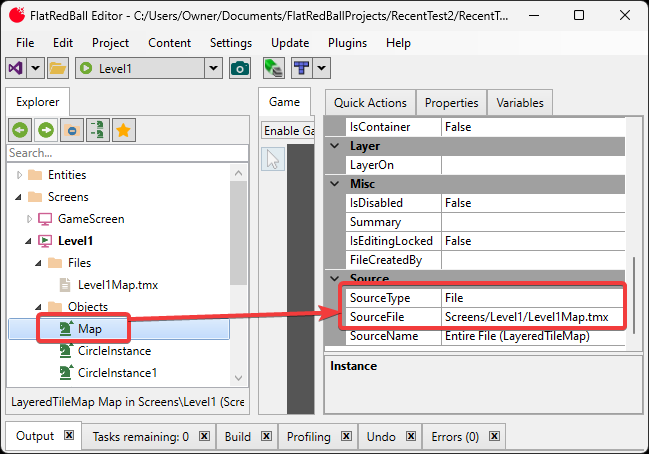 FlatRedBall Editor - C:/Users/Owner/Documents/FlatRedBallProjects/RecentTest2/RecentT...
File Edit Project Content Settings Update Plugins Help
Level1
Explorer
Search...
Entities
Screens
GameScreen
Level1
Files
Level1Map.tmx
Objects
Map
CircleInstance
CircleInstance1
LayeredTileMap Map in Screens\Level1 (Scre
Game
Enable Ga
Quick Actions Properties Variables
IsContainer False
Layer
LayerOn
Misc
IsDisabled False
Summary
IsEditingLocked False
FileCreatedBy
Source
SourceType File
SourceFile Screens/Level1/Level1Map.tmx
SourceName Entire File (LayeredTileMap)
Instance
Output Tasks remaining: 0 Build Profiling Undo Errors (0)